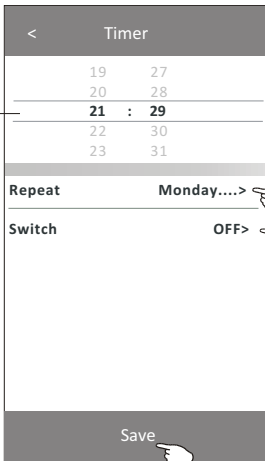 < Timer
19 27
20 28
21 : 29
22 30
23 31
Repeat Monday....>
Switch OFF>
Save